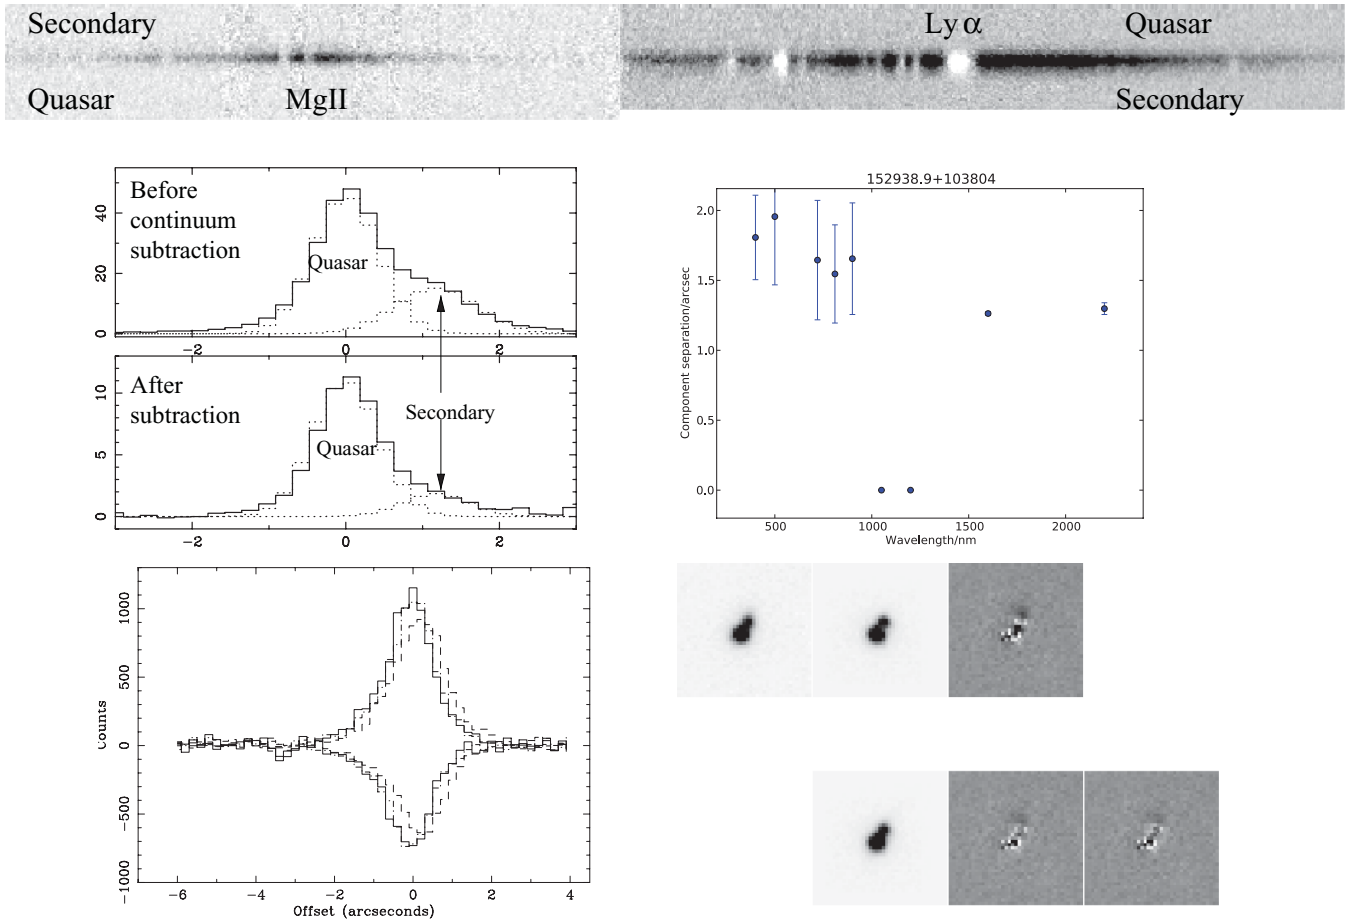 Secondary
Quasar MgII
Ly α Quasar
Secondary
Before
continuum
subtraction
Quasar
40
20
0
−2 0 2
After
subtraction
Secondary
Quasar
10
5
0
−2 0 2
Counts
1000
500
0
−500
−1000
−6 −4 −2 0 2 4
Offset (arcseconds)
152938.9+103804
Component separation/arcsec
2.0
1.5
1.0
0.5
0.0
500 1000 1500 2000
Wavelength/nm